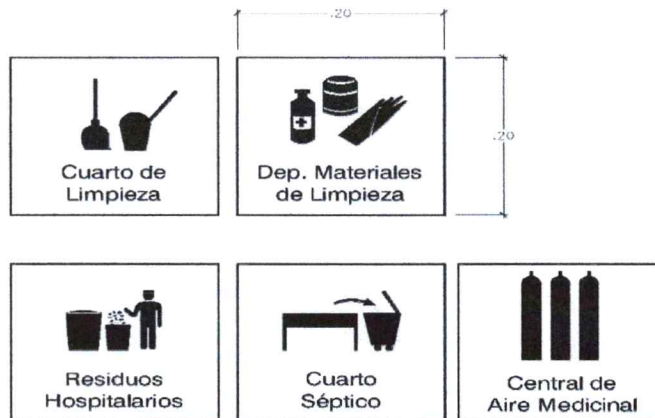 .20
Cuarto de
Limpieza
Dep. Materiales
de Limpieza
.20
Residuos
Hospitalarios
Cuarto
Séptico
Central de
Aire Medicinal